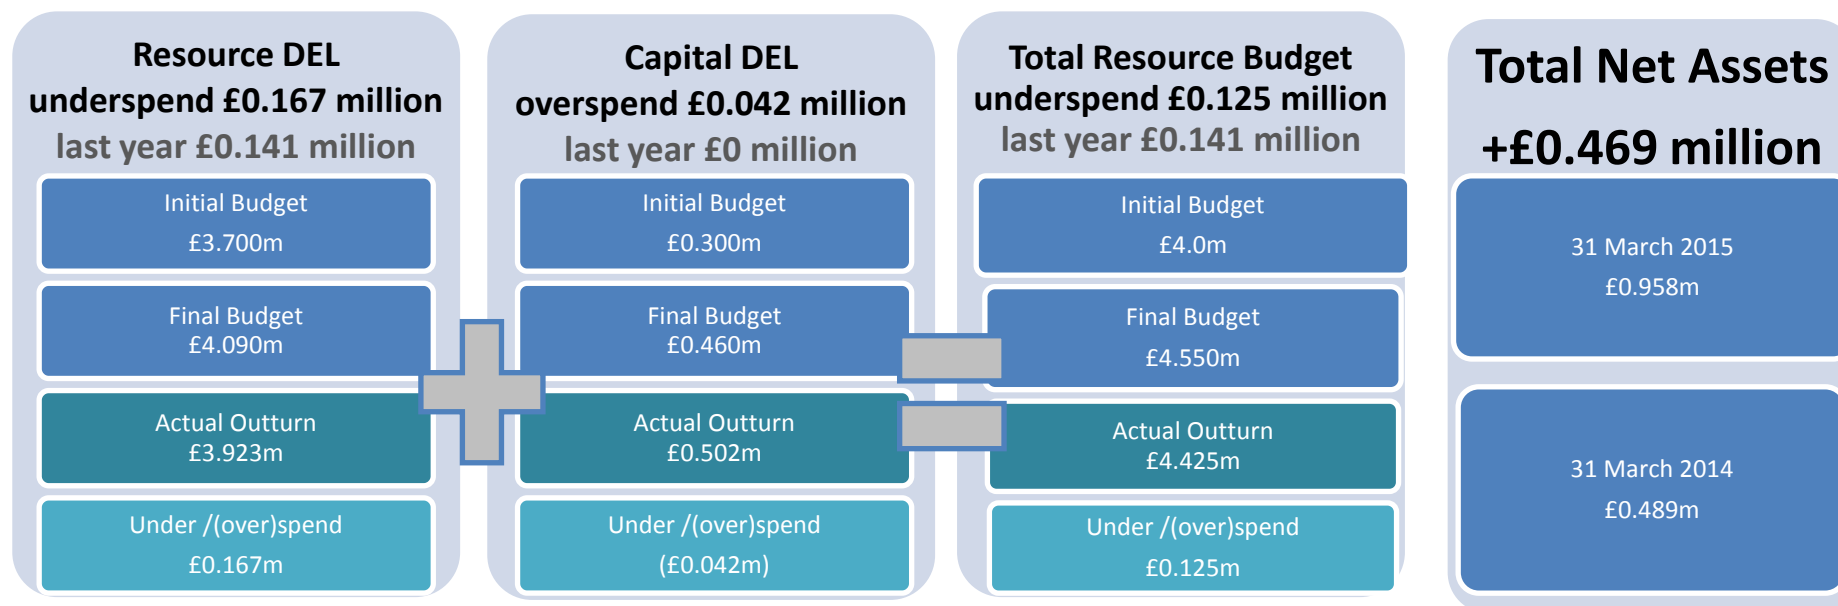 Resource DEL
underspend £0.167 million
last year £0.141 million
Initial Budget
£3.700m
Final Budget
£4.090m
Actual Outturn
£3.923m
Under /(over)spend
£0.167m
Capital DEL
overspend £0.042 million
last year £0 million
Initial Budget
£0.300m
Final Budget
£0.460m
Actual Outturn
£0.502m
Under /(over)spend
(£0.042m)
Total Resource Budget
underspend £0.125 million
last year £0.141 million
Initial Budget
£4.0m
Final Budget
£4.550m
Actual Outturn
£4.425m
Under /(over)spend
£0.125m
Total Net Assets
+£0.469 million
31 March 2015
£0.958m
31 March 2014
£0.489m